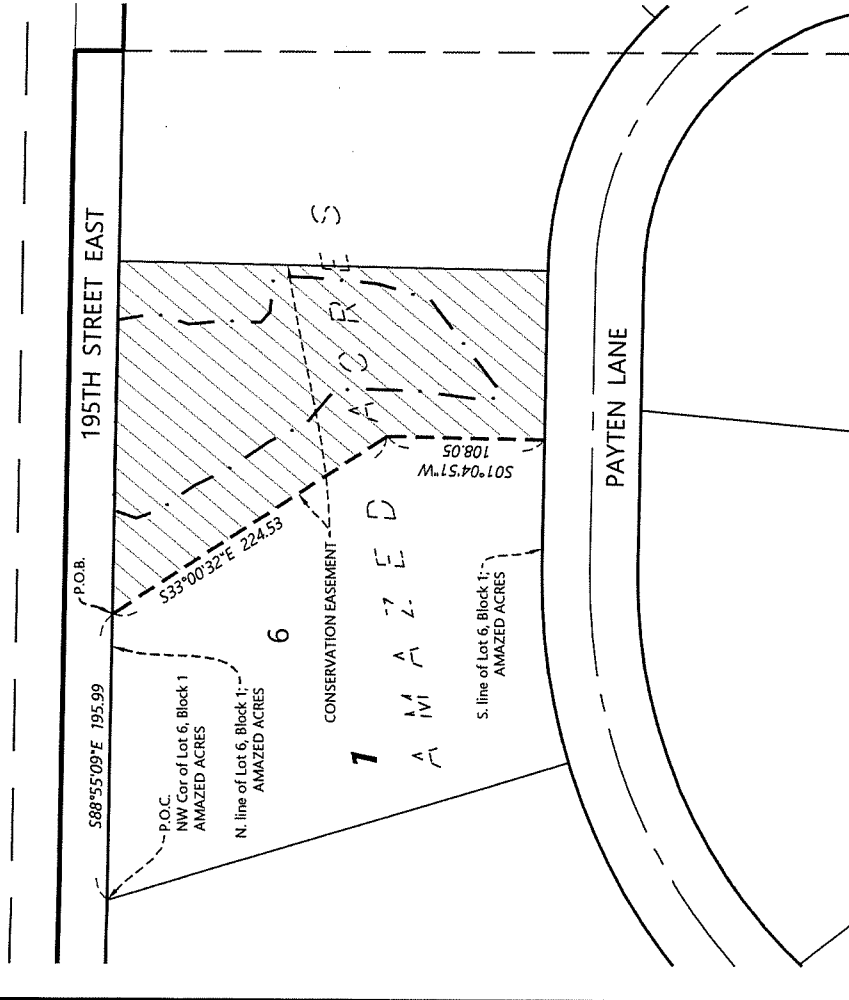 195TH STREET EAST
P.O.B.
S88°55'09"E 195.99
P.O.C.
NW Cor of Lot 6, Block 1
AMAZED ACRES
N. line of Lot 6, Block 1;
AMAZED ACRES
S33°00'32"E 224.53
6
CONSERVATION EASEMENT
1
AMAZED ACRES
S01°04'51"W
108.05
S. line of Lot 6, Block 1;
AMAZED ACRES
PAYTEN LANE